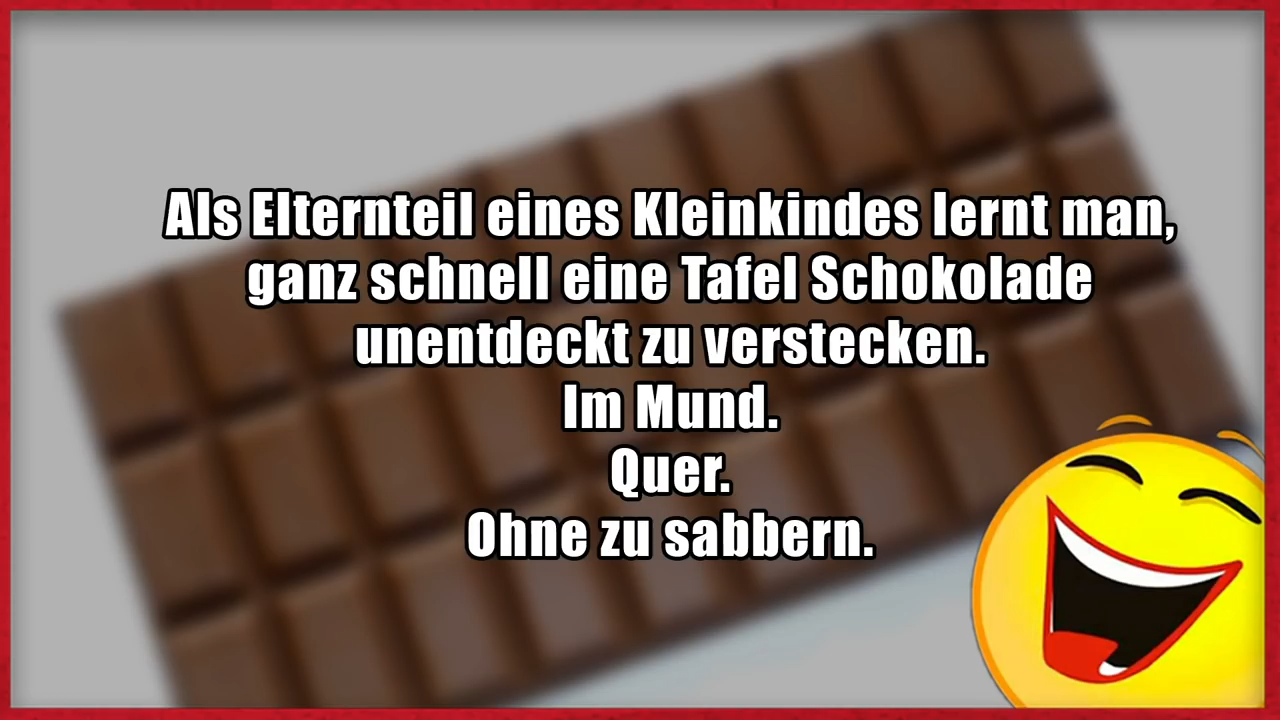 Als Elternteil eines Kleinkindes lernt man,
ganz schnell eine Tafel Schokolade
unentdeckt zu verstecken.
Im Mund.
Quer.
Ohne zu sabbern.